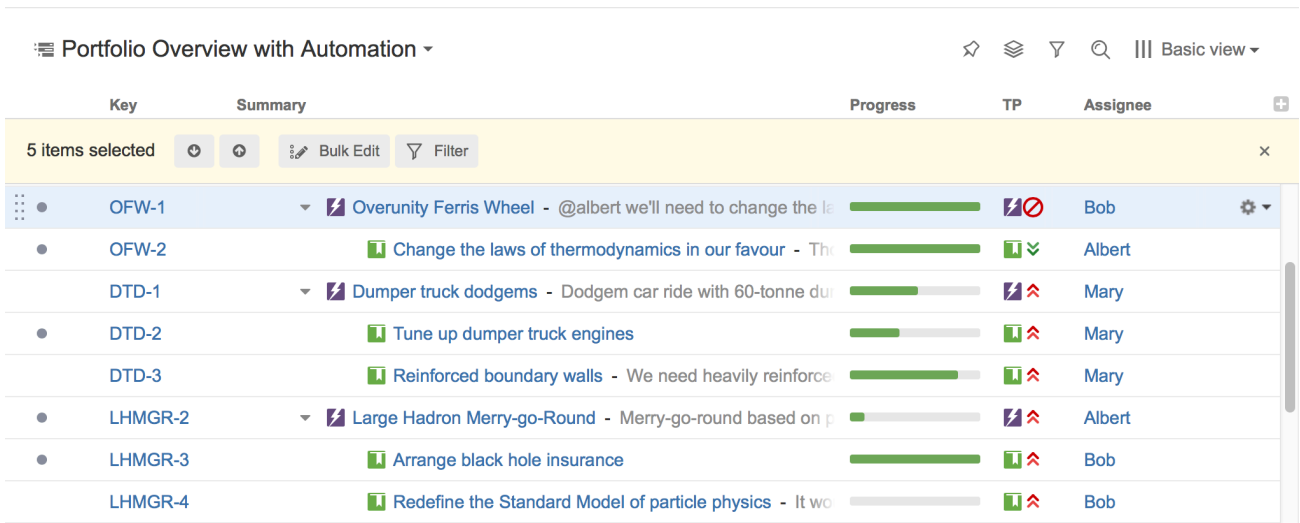 Portfolio Overview with Automation
Basic view
Key Summary Progress TP Assignee
5 items selected Bulk Edit Filter
OFW-1 Overunity Ferris Wheel - @albert we'll need to change the la Bob
OFW-2 Change the laws of thermodynamics in our favour - Tho Albert
DTD-1 Dumper truck dodgems - Dodgem car ride with 60-tonne du Mary
DTD-2 Tune up dumper truck engines Mary
DTD-3 Reinforced boundary walls - We need heavily reinforce Mary
LHMGR-2 Large Hadron Merry-go-Round - Merry-go-round based on p Albert
LHMGR-3 Arrange black hole insurance Bob
LHMGR-4 Redefine the Standard Model of particle physics - It wo Bob